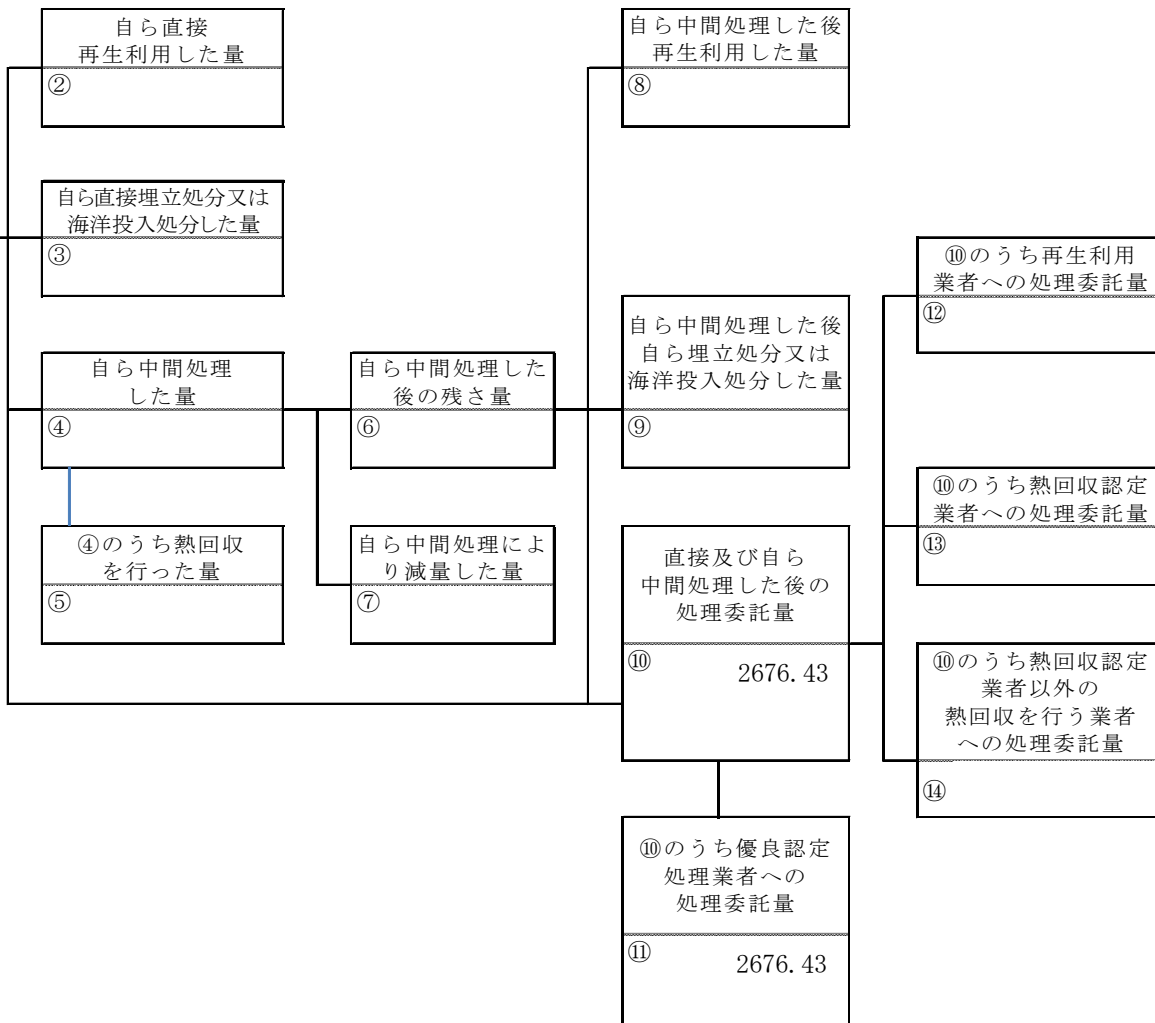 自ら直接
再生利用した量
②
自ら中間処理した後
再生利用した量
⑧
自ら直接埋立処分又は
海洋投入処分した量
③
⑩のうち再生利用
業者への処理委託量
⑫
自ら中間処理した後
自ら埋立処分又は
海洋投入処分した量
⑨
自ら中間処理
した量
④
自ら中間処理した
後の残さ量
⑥
⑩のうち熱回収認定
業者への処理委託量
⑬
④のうち熱回収
を行った量
⑤
自ら中間処理によ
り減量した量
⑦
直接及び自ら
中間処理した後の
処理委託量
⑩ 2676.43
⑩のうち熱回収認定
業者以外の
熱回収を行う業者
への処理委託量
⑭
⑩のうち優良認定
処理業者への
処理委託量
⑪ 2676.43